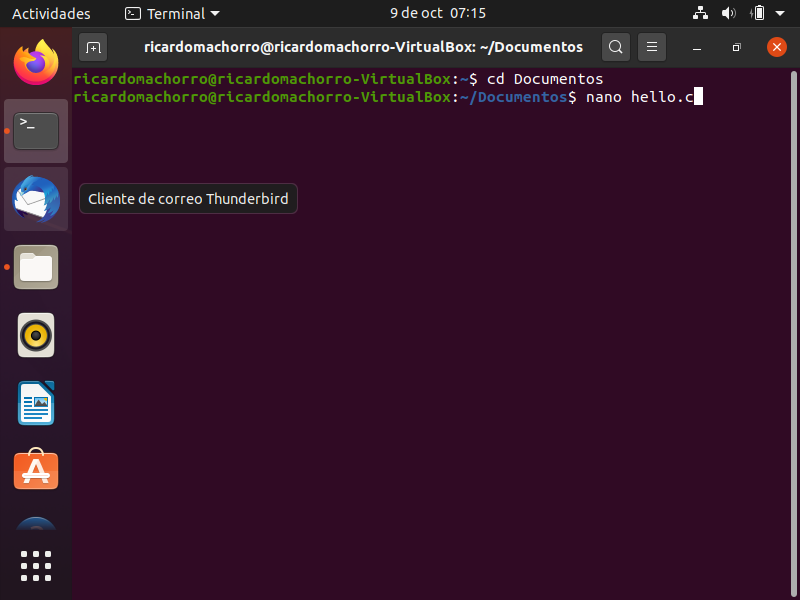 Actividades Terminal 9 de oct 07:15
ricardomachorro@ricardomachorro-VirtualBox: ~/Documentos
ricardomachorro@ricardomachorro-VirtualBox:~$ cd Documentos
ricardomachorro@ricardomachorro-VirtualBox:~/Documentos$ nano hello.c
Cliente de correo Thunderbird